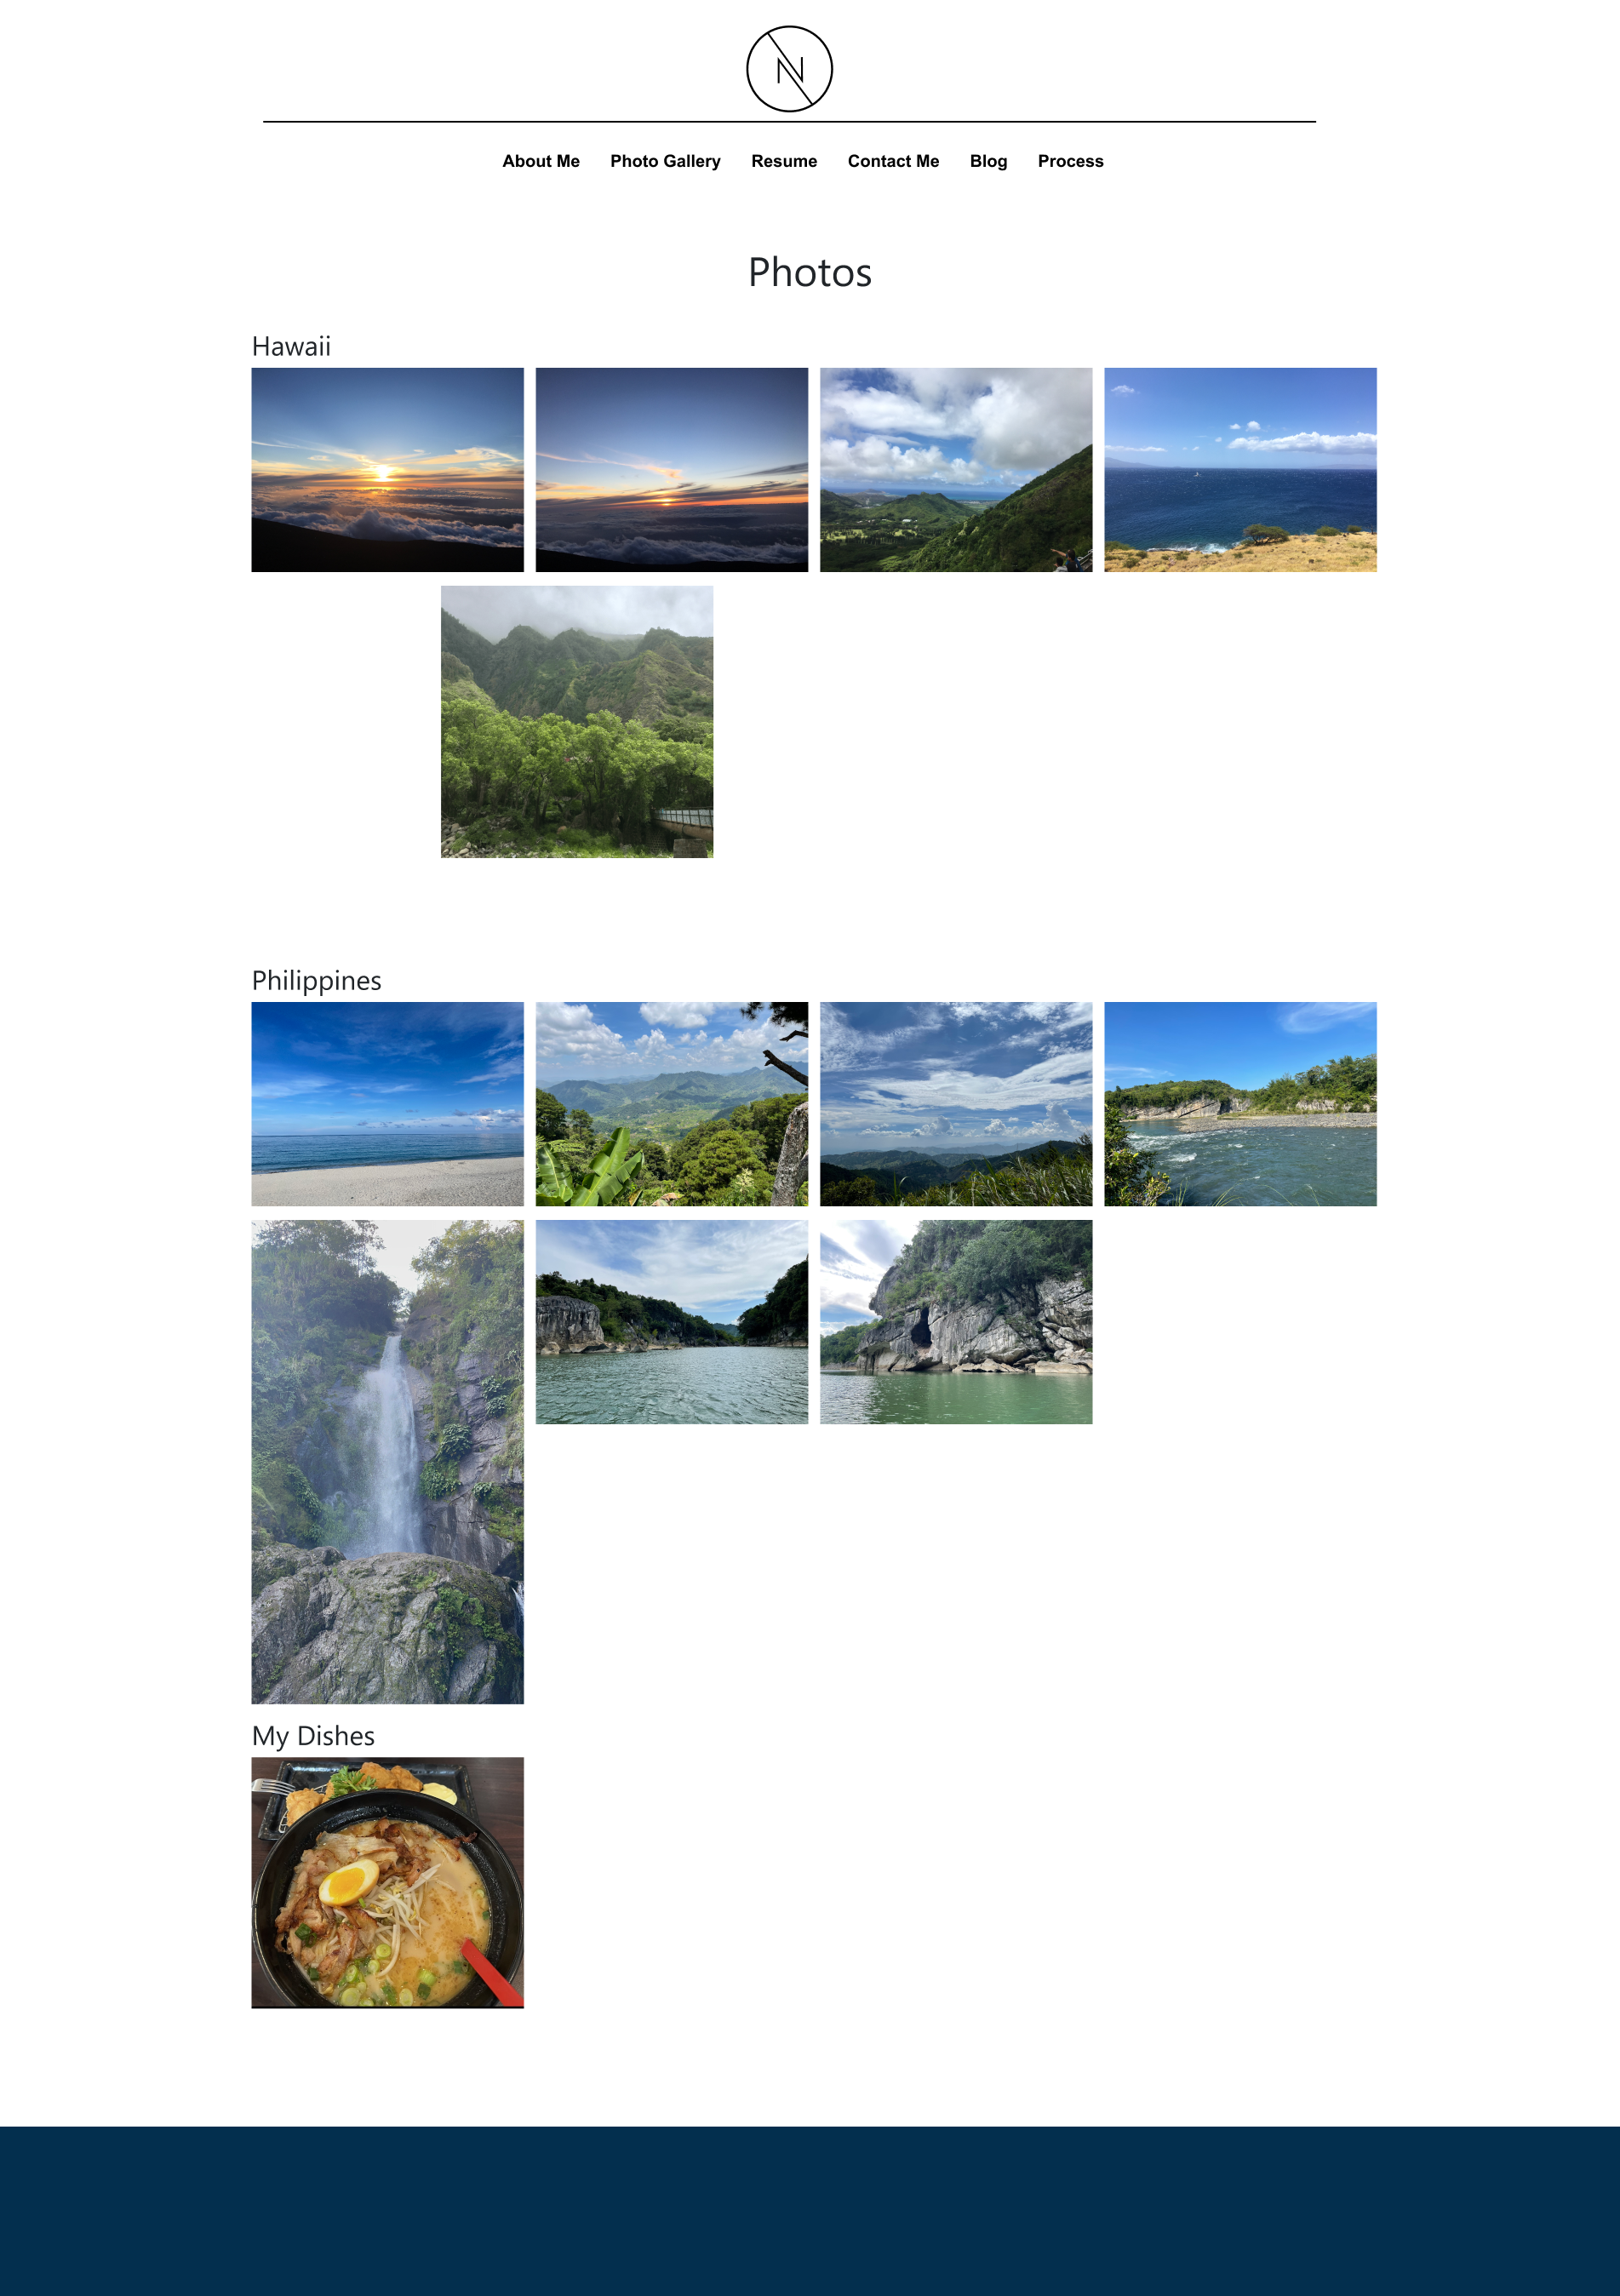 N
About Me Photo Gallery Resume Contact Me Blog Process
Photos
Hawaii
Philippines
My Dishes